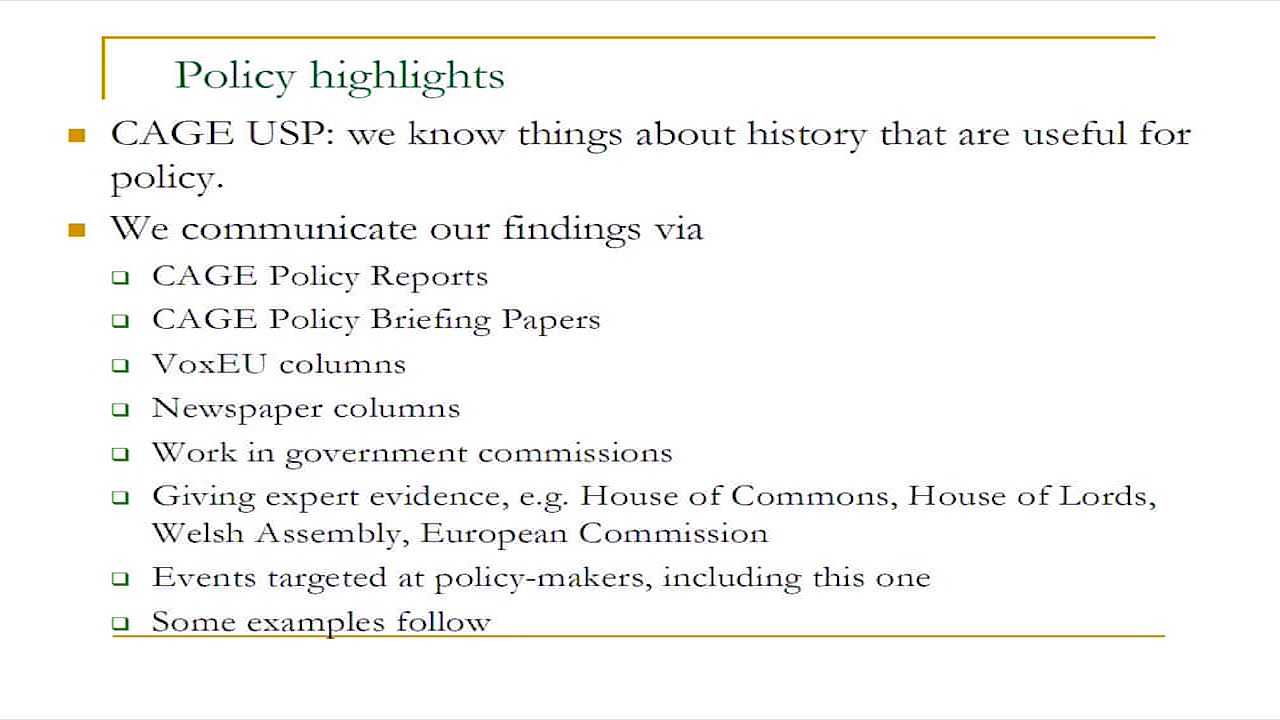 Policy highlights
CAGE USP: we know things about history that are useful for
policy.
We communicate our findings via
CAGE Policy Reports
CAGE Policy Briefing Papers
VoxEU columns
Newspaper columns
Work in government commissions
Giving expert evidence, e.g. House of Commons, House of Lords,
Welsh Assembly, European Commission
Events targeted at policy-makers, including this one
Some examples follow